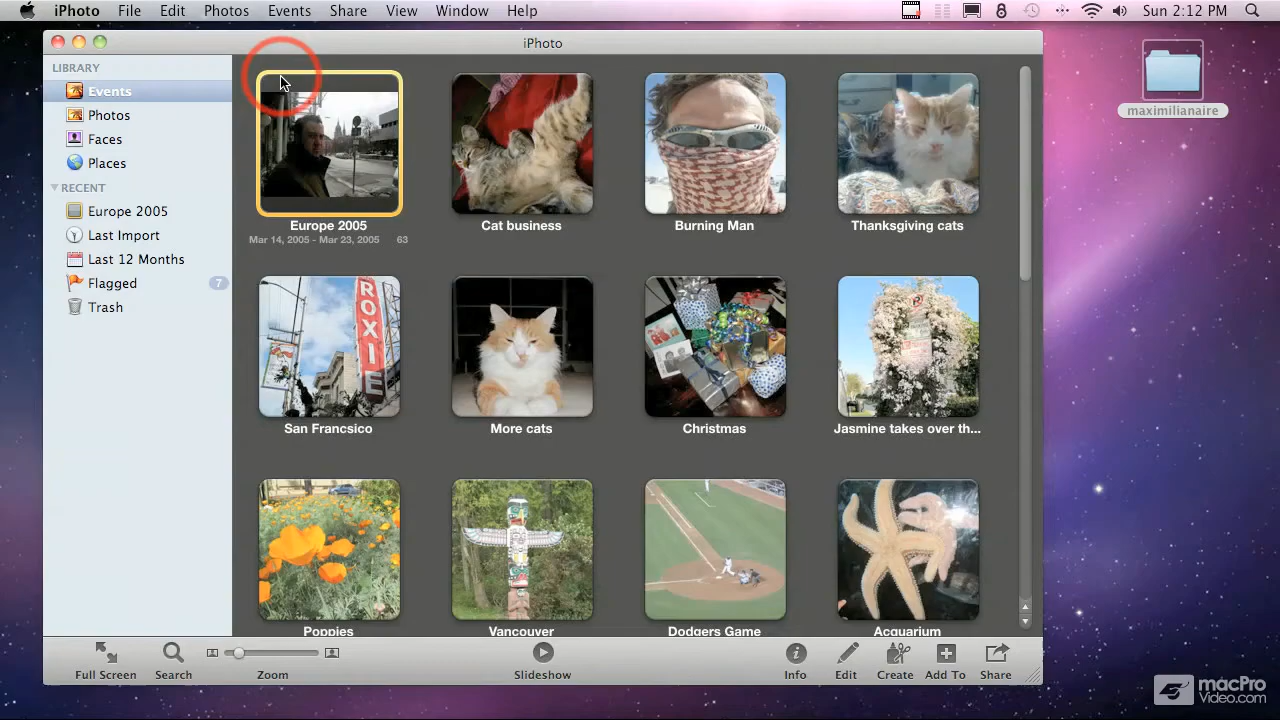 iPhoto File Edit Photos Events Share View Window Help Sun 2:12 PM
iPhoto
LIBRARY
Events
Photos
Faces
Places
RECENT
Europe 2005
Last Import
Last 12 Months
Flagged 7
Trash
Europe 2005 Cat business Burning Man Thanksgiving cats
Mar 14, 2005 - Mar 23, 2005 63
ROXIE
San Francsico More cats Christmas Jasmine takes over th...
Poppies Vancouver Dodgers Game Acquarium
Full Screen Search Zoom Slideshow Info Edit Create Add To Share
maximilianaire
macPro
Video.com